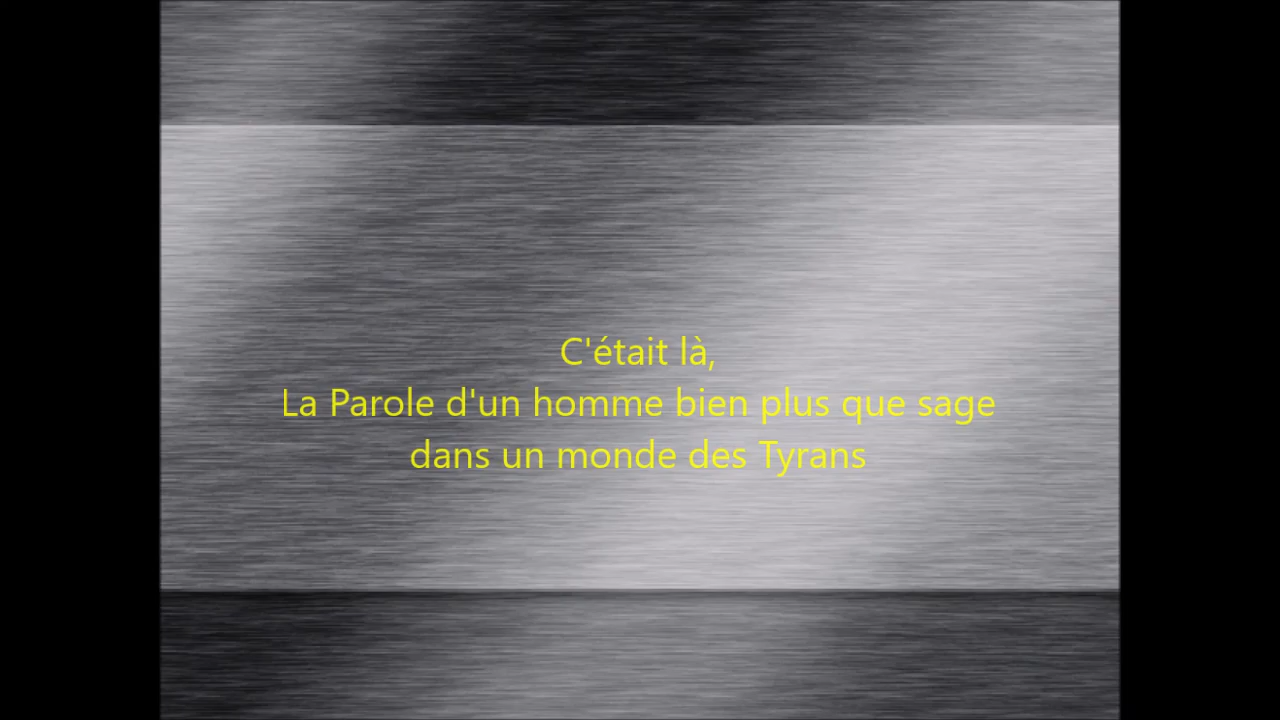 C'était là,
La Parole d'un homme bien plus que sage
dans un monde des Tyrans